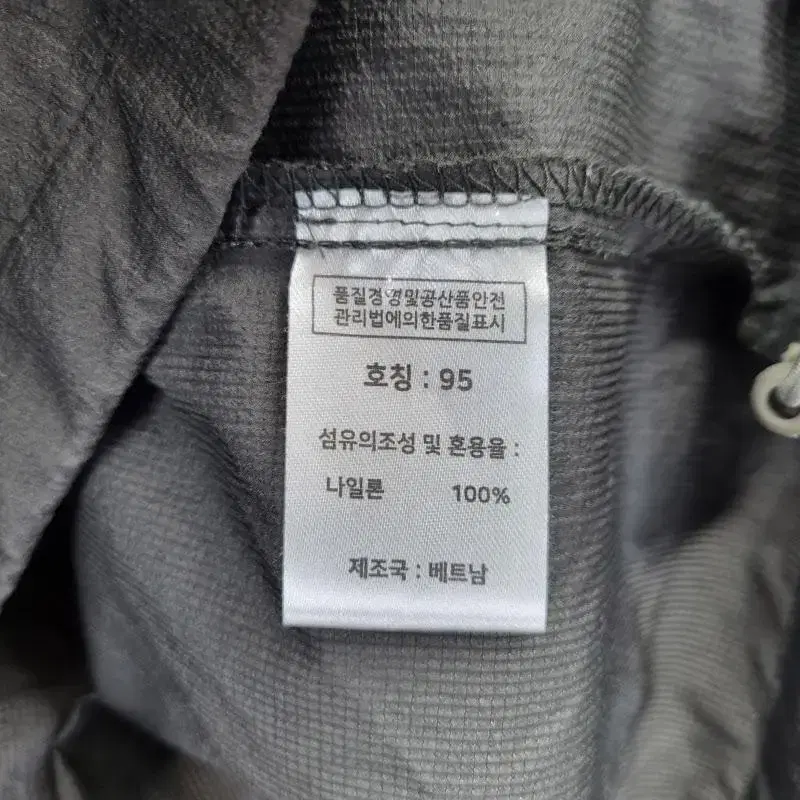 품질경영및공산품안전
관리법에의한품질표시
호칭 : 95
섬유의조성 및 혼용율 :
나일론 100%
제조국 : 베트남